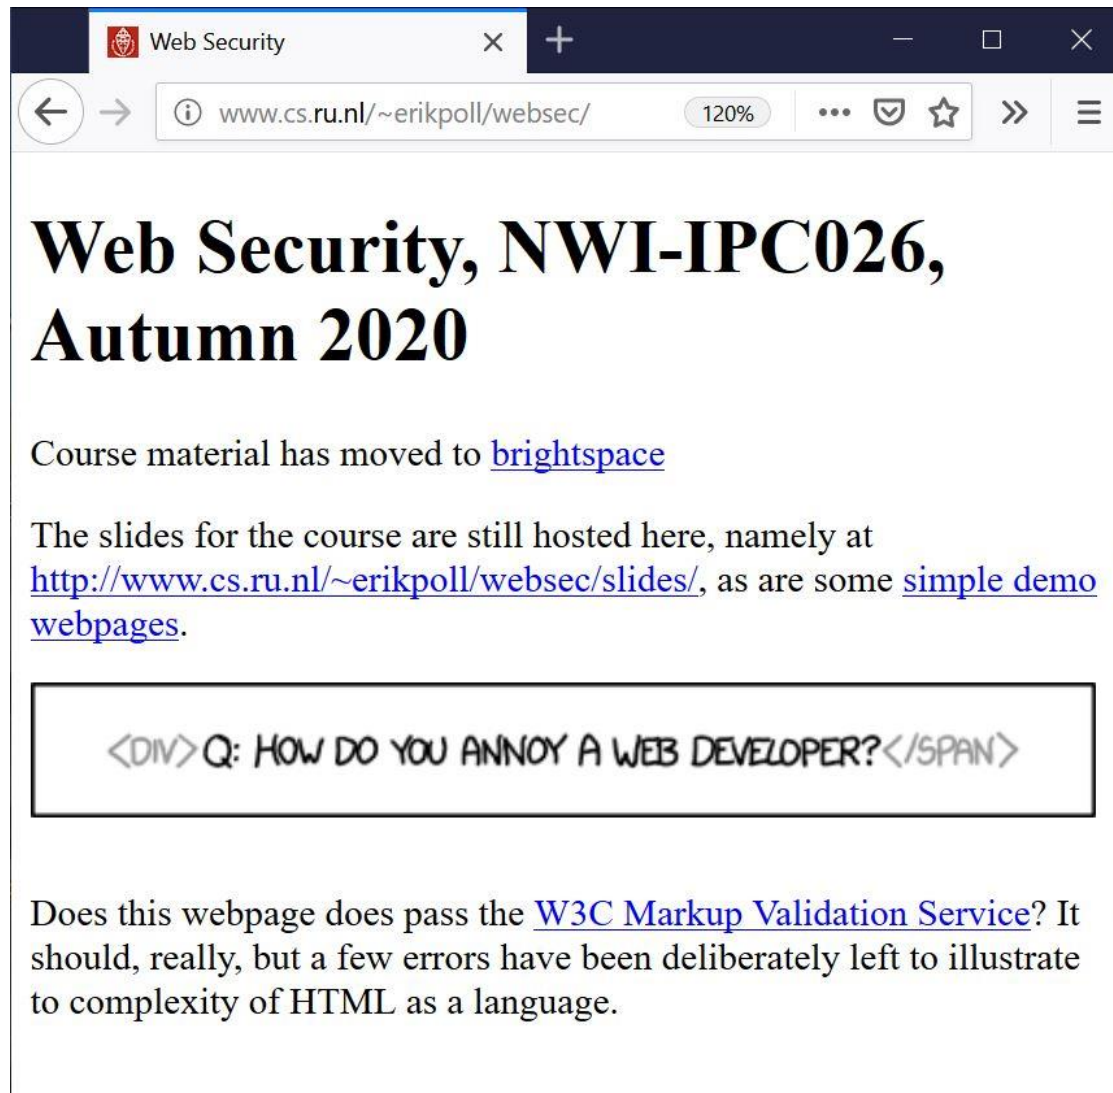 Web Security
www.cs.ru.nl/~erikpoll/websec/ 120%
Web Security, NWI-IPC026,
Autumn 2020
Course material has moved to brightspace
The slides for the course are still hosted here, namely at
http://www.cs.ru.nl/~erikpoll/websec/slides/, as are some simple demo
webpages.
<DIV>Q: HOW DO YOU ANNOY A WEB DEVELOPER?</SPAN>
Does this webpage does pass the W3C Markup Validation Service? It
should, really, but a few errors have been deliberately left to illustrate
to complexity of HTML as a language.